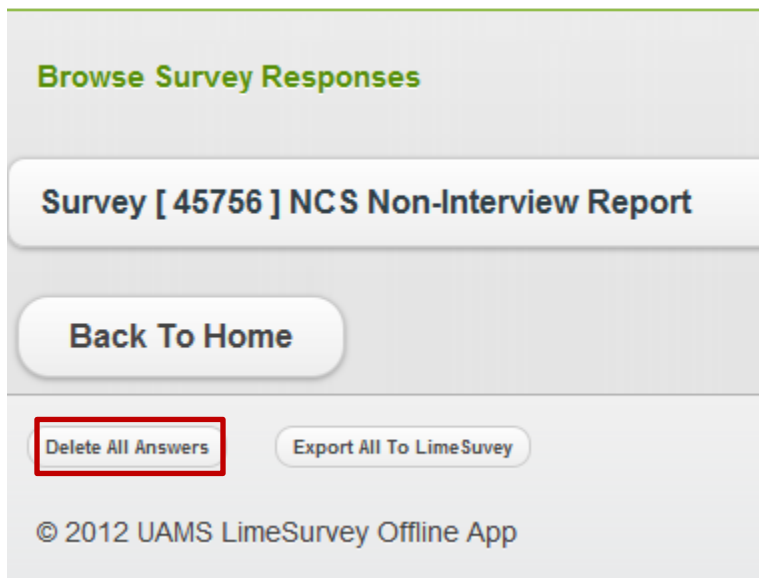 Browse Survey Responses
Survey [ 45756 ] NCS Non-Interview Report
Back To Home
Delete All Answers Export All To LimeSuvey
© 2012 UAMS LimeSurvey Offline App